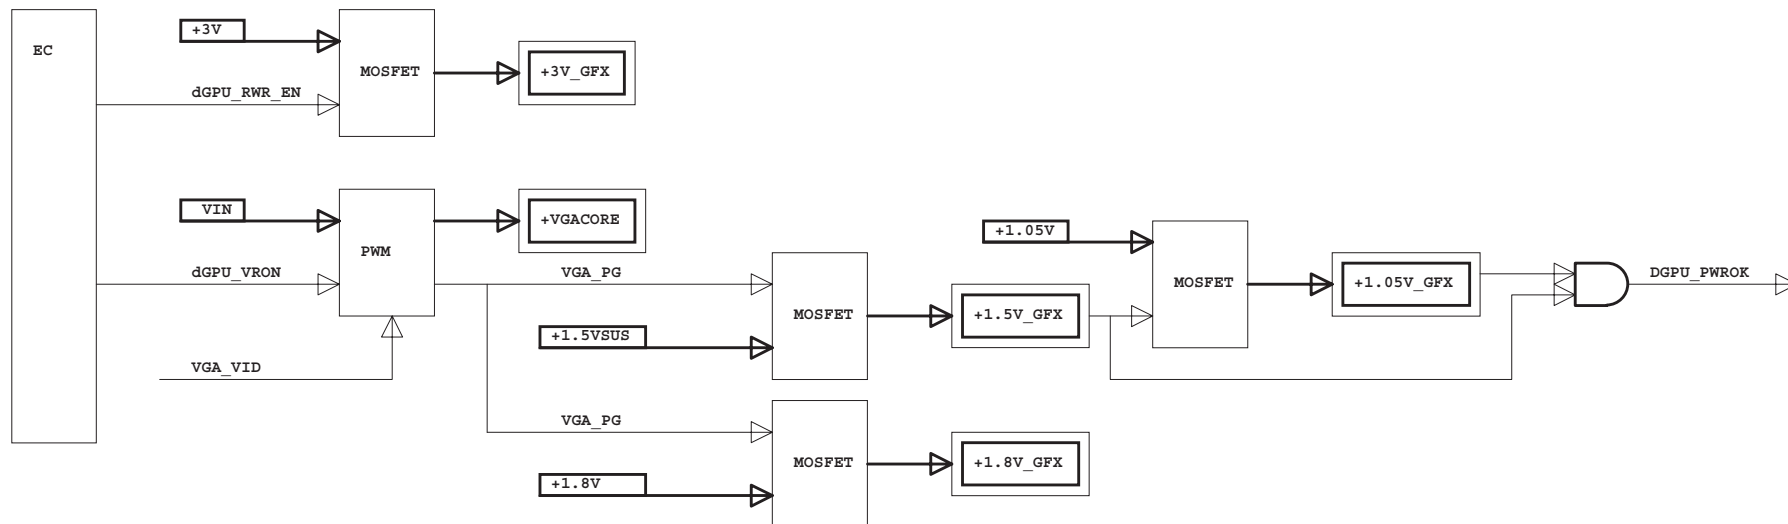 EC
+3V
dGPU_RWR_EN
MOSFET
+3V_GFX
VIN
dGPU_VRON
PWM
+VGACORE
VGA_VID
VGA_PG
+1.5VSUS
MOSFET
+1.5V_GFX
+1.05V
MOSFET
+1.05V_GFX
DGPU_PWROK
VGA_PG
+1.8V
MOSFET
+1.8V_GFX